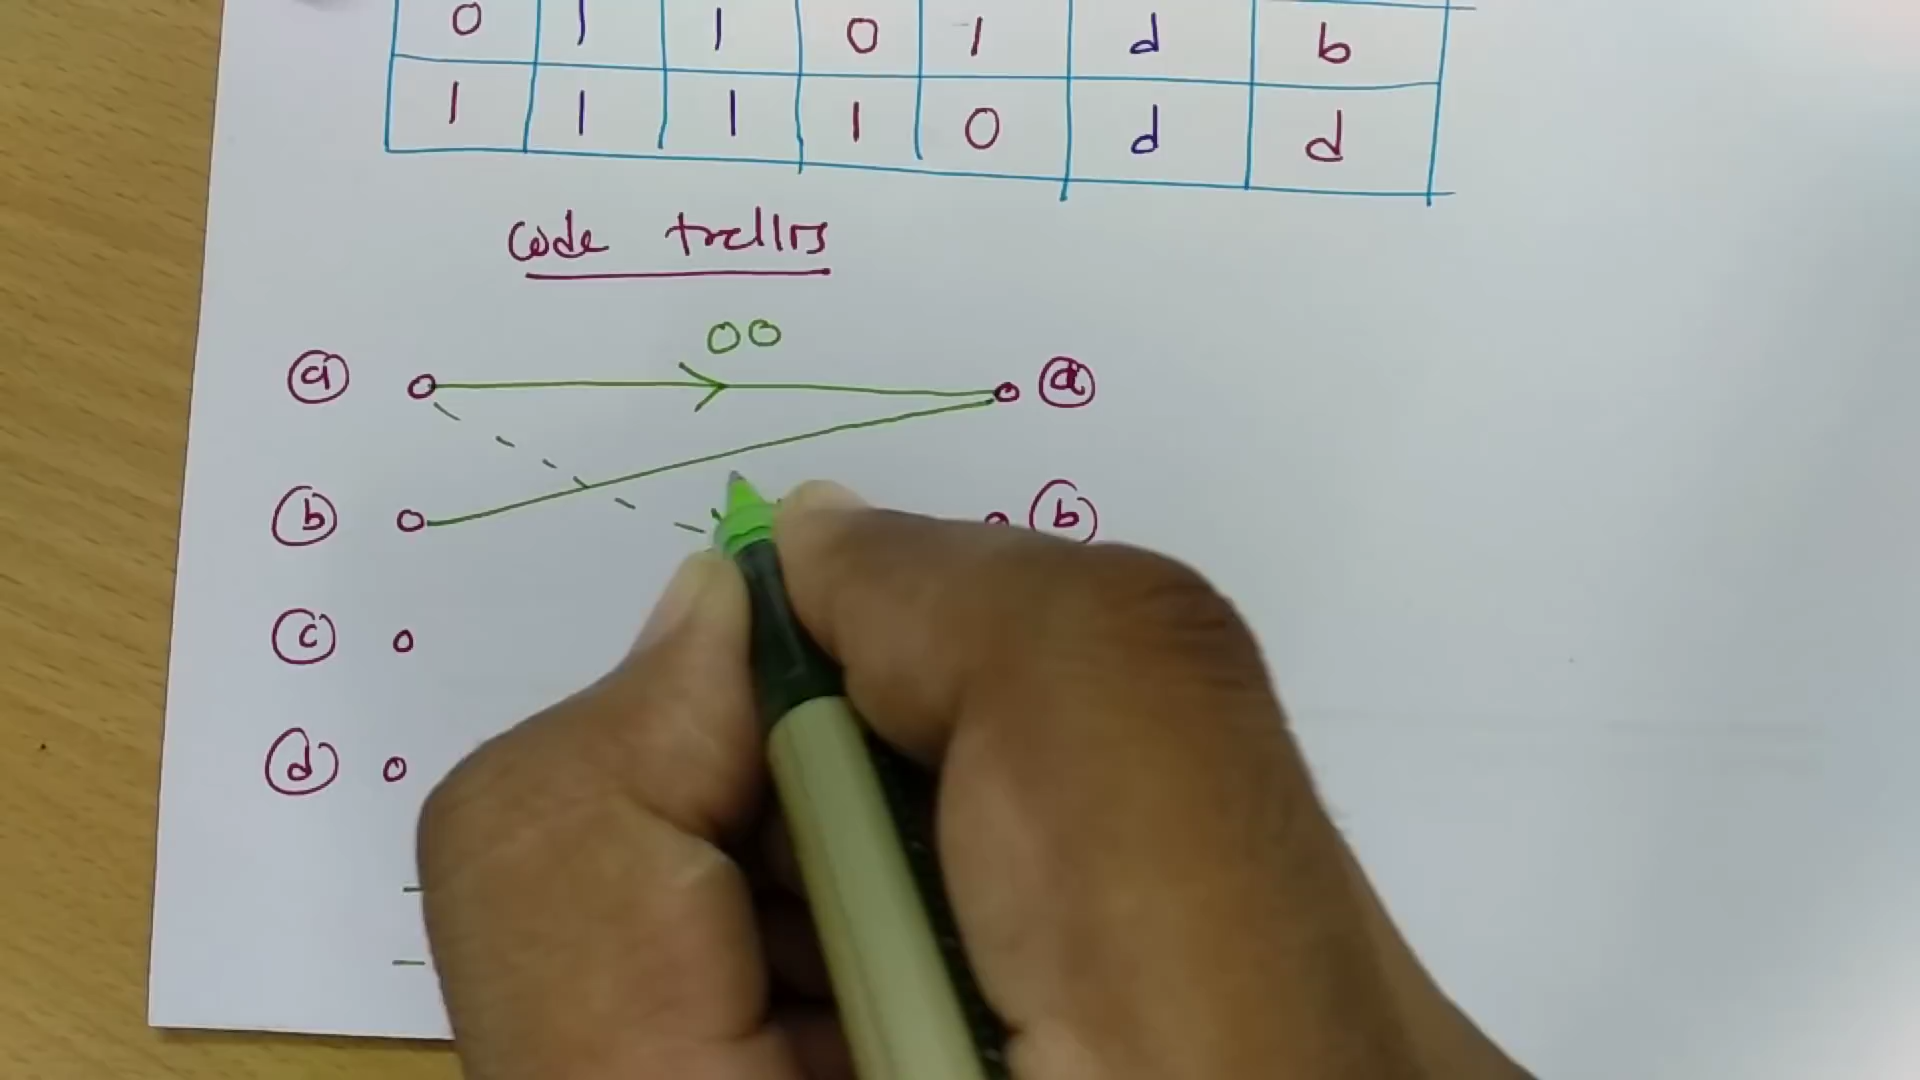 0 1 1 0 1 d b
1 1 1 1 0 d d
code trellis
00
a a
b b
c
d